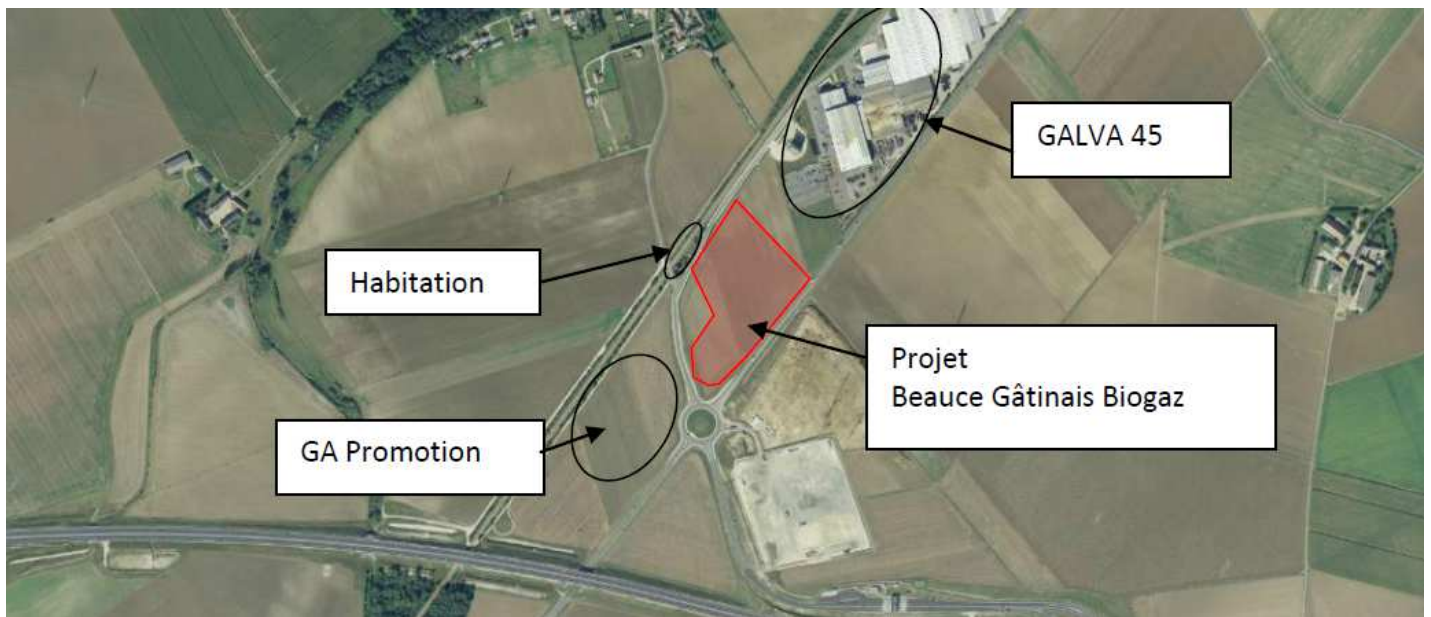 GALVA 45
Habitation
Projet
Beauce Gâtinais Biogaz
GA Promotion